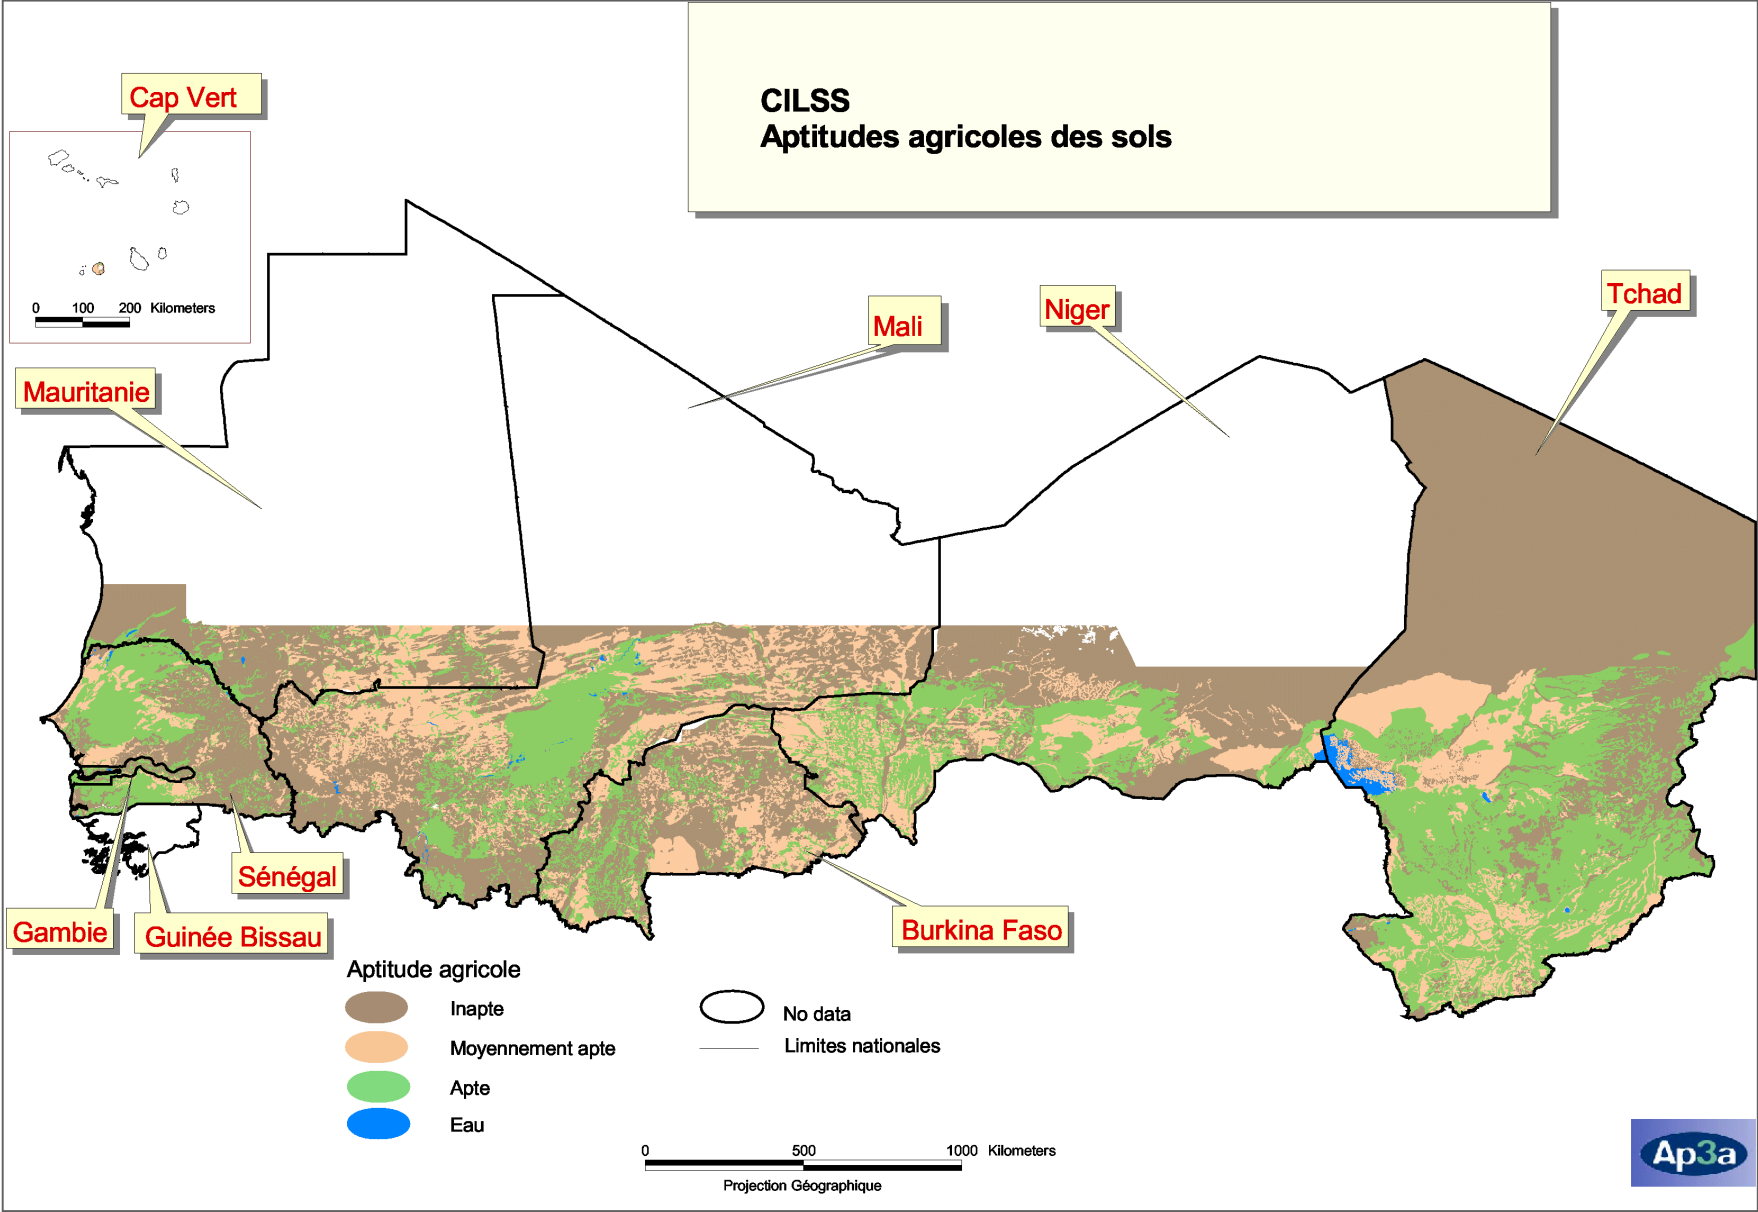 CILSS
Aptitudes agricoles des sols
Cap Vert
0 100 200 Kilometers
Mali
Niger
Tchad
Mauritanie
Sénégal
Gambie
Guinée Bissau
Burkina Faso
Aptitude agricole
Inapte
Moyennement apte
Apte
Eau
No data
Limites nationales
0 500 1000 Kilometers
Projection Géographique
Ap3a